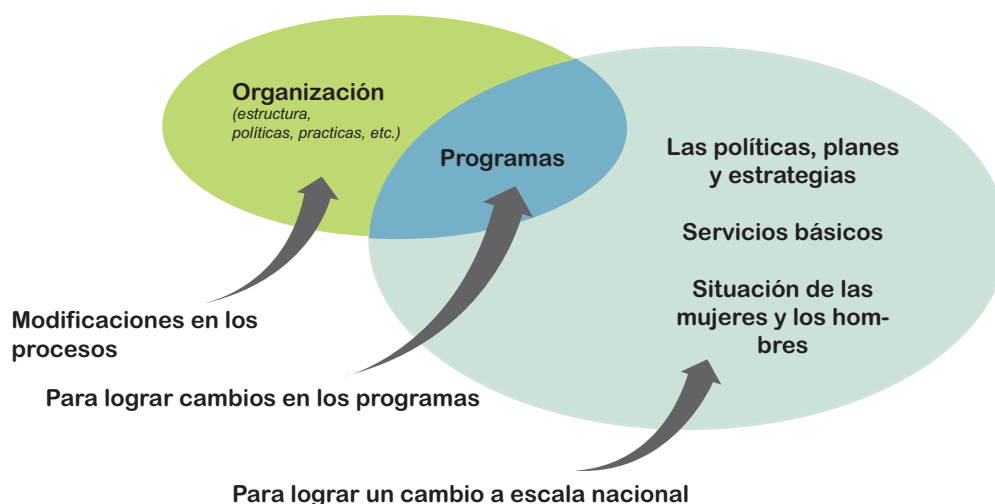 Organización
(estructura,
políticas, practicas, etc.)
Programas
Las políticas, planes
y estrategias
Servicios básicos
Situación de las
mujeres y los hom-
bres
Modificaciones en los
procesos
Para lograr cambios en los programas
Para lograr un cambio a escala nacional